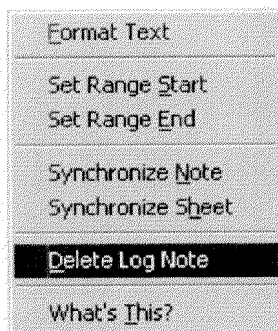 Format Text
Set Range Start
Set Range End
Synchronize Note
Synchronize Sheet
Delete Log Note
What's This?